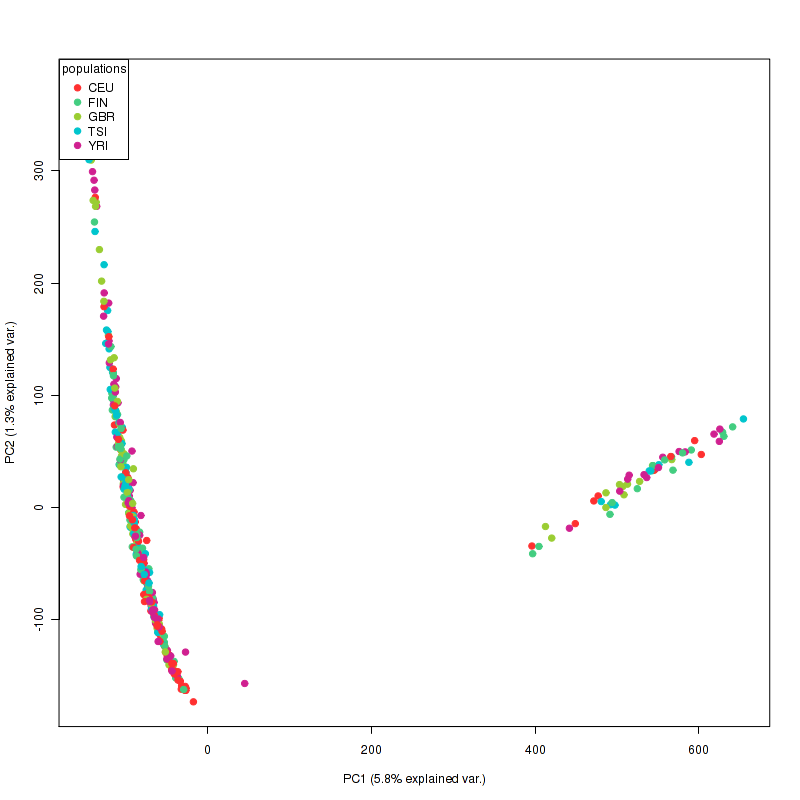 populations
CEU
FIN
GBR
TSI
YRI
300
200
100
0
-100
PC2 (1.3% explained var.)
0
200
400
600
PC1 (5.8% explained var.)